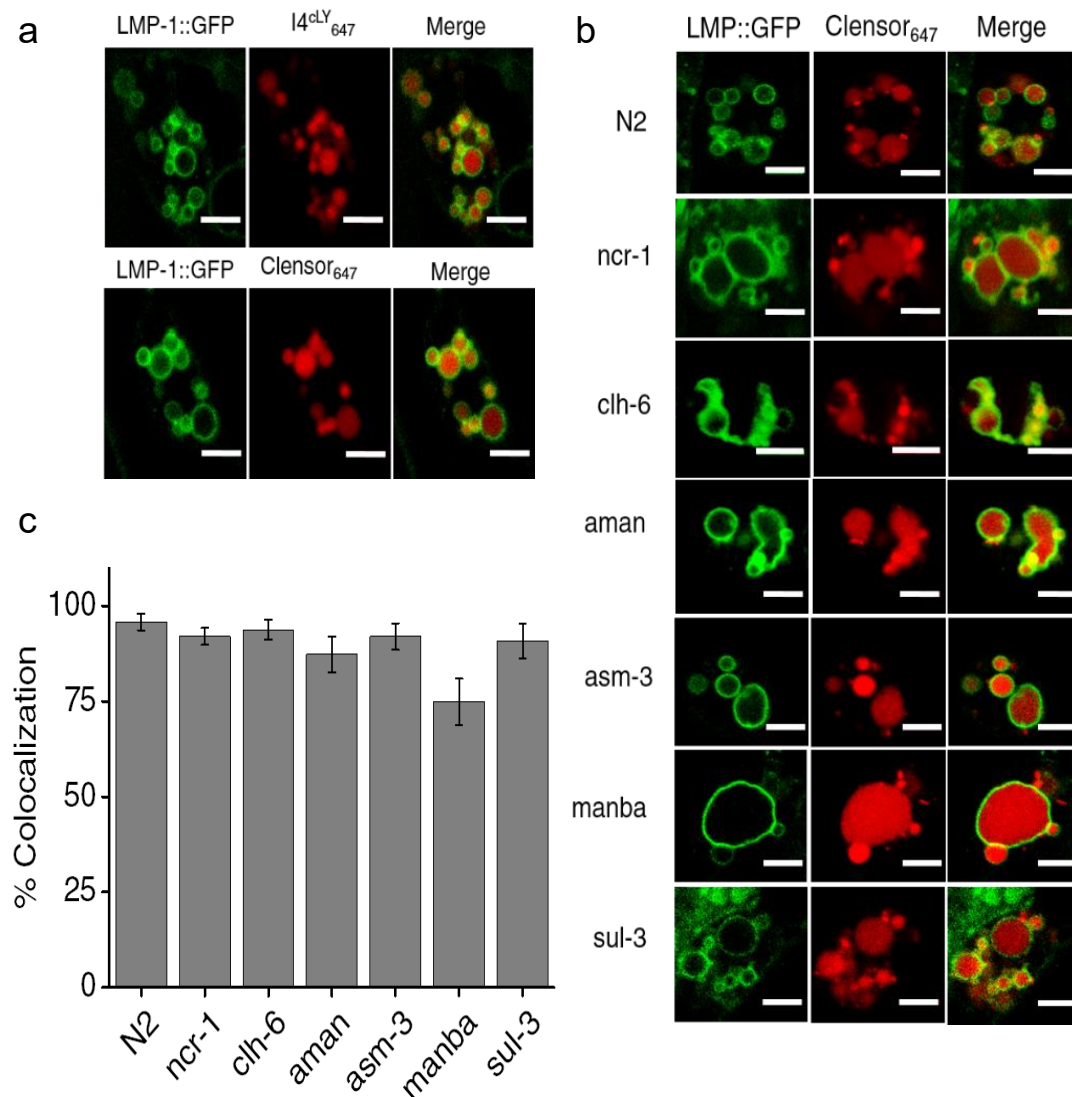 a
LMP-1::GFP I4cLY647 Merge
LMP-1::GFP Clensor647 Merge
b
LMP::GFP Clensor647 Merge
N2
ncr-1
clh-6
aman
asm-3
manba
sul-3
c
% Colocalization
100
75
50
25
0
N2 ncr-1 clh-6 aman asm-3 manba sul-3